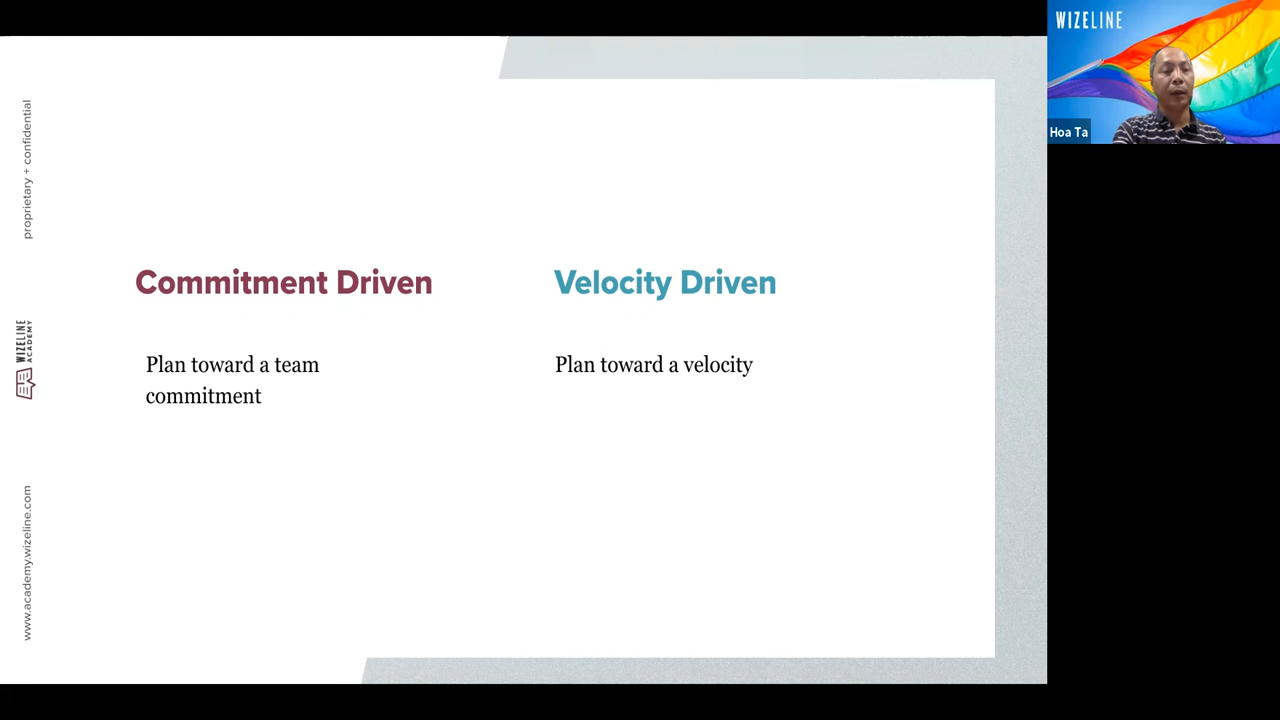 proprietary + confidential
WIZELINE
ACADEMY
www.academy.wizeline.com
Commitment Driven
Plan toward a team
commitment
Velocity Driven
Plan toward a velocity
WIZELINE
Hoa Ta